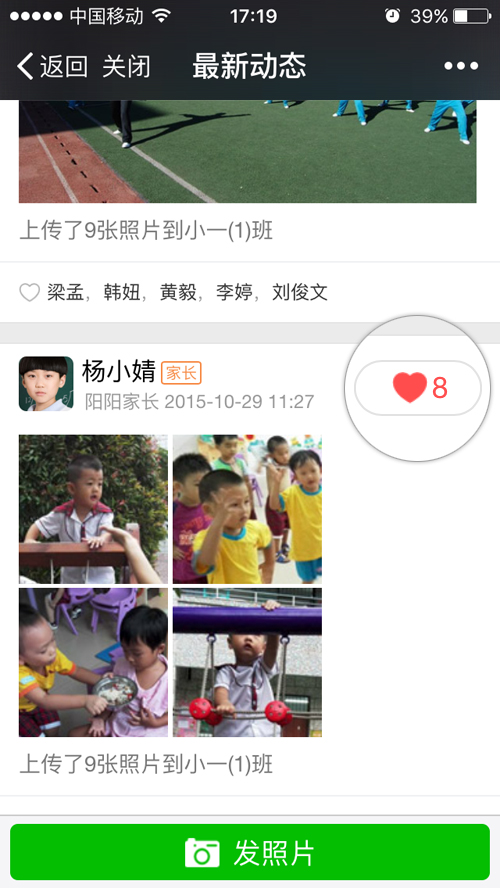 中国移动 17:19 39%
返回 关闭 最新动态
上传了9张照片到小一(1)班
梁孟，韩妞，黄毅，李婷，刘俊文
杨小婧 家长
8
阳阳家长 2015-10-29 11:27
上传了9张照片到小一(1)班
发照片